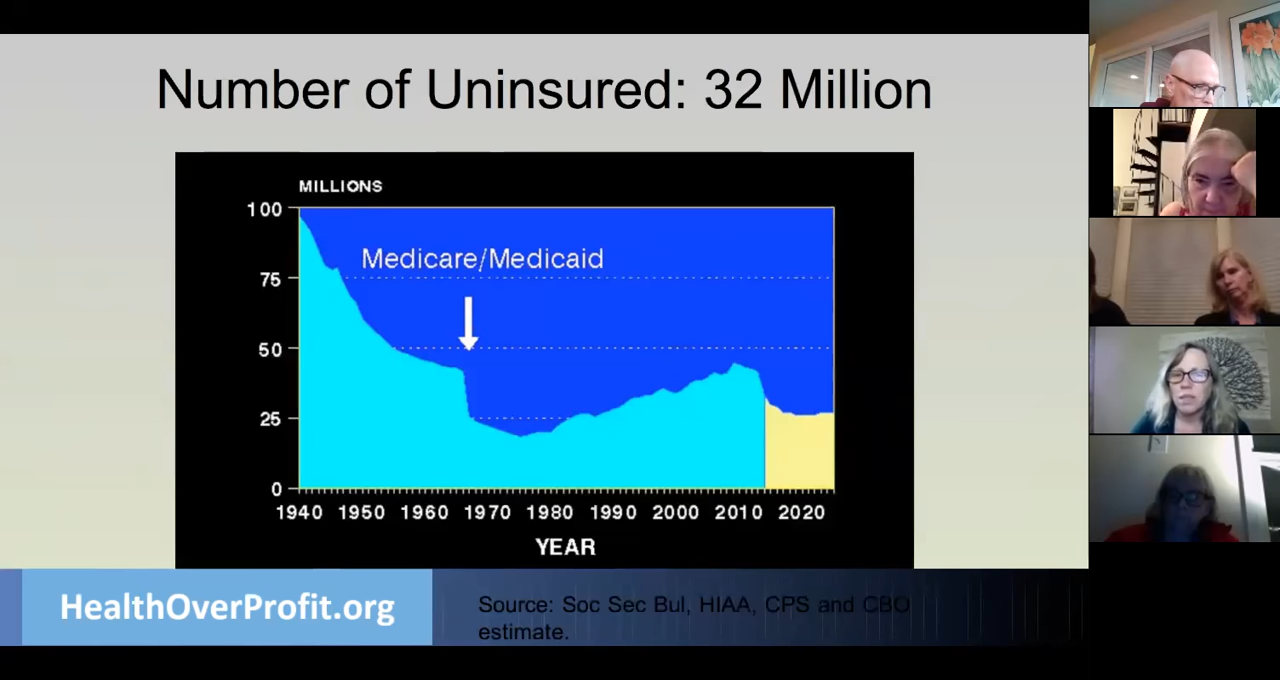 Number of Uninsured: 32 Million
MILLIONS
100
Medicare/Medicaid
75
50
25
0
1940 1950 1960 1970 1980 1990 2000 2010 2020
YEAR
HealthOverProfit.org
Source: Soc Sec Bul, HIAA, CPS and CBO
estimate.